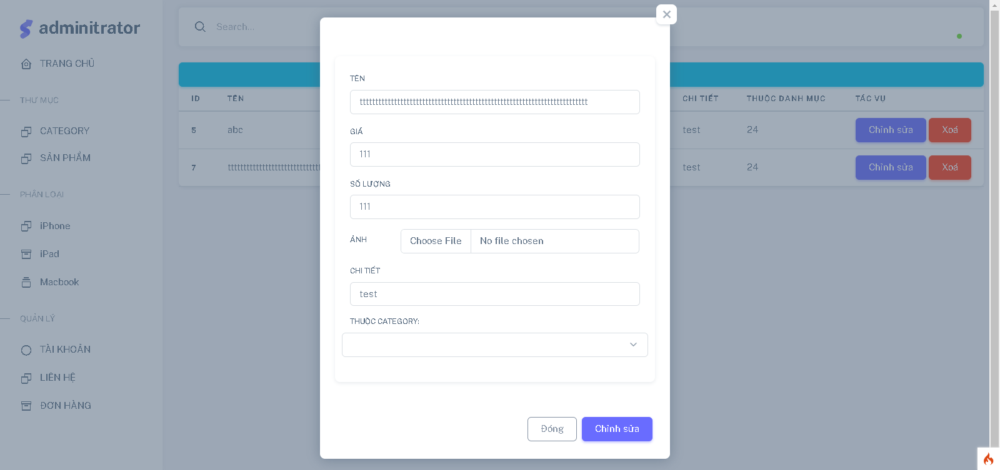 adminitrator
TRANG CHỦ
THƯ MỤC
CATEGORY
SẢN PHẨM
PHÂN LOẠI
iPhone
iPad
Macbook
QUẢN LÝ
TÀI KHOẢN
LIÊN HỆ
ĐƠN HÀNG
Search...
ID TÊN CHI TIẾT THUỘC DANH MỤC TÁC VỤ
5 abc test 24 Chỉnh sửa Xoá
7 tttttttttttttttttttttttttttttt test 24 Chỉnh sửa Xoá
TÊN
ttttttttttttttttttttttttttttttttttttttttttttttttttttttttttttttttttttttttt
GIÁ
111
SỐ LƯỢNG
111
ẢNH Choose File No file chosen
CHI TIẾT
test
THUỘC CATEGORY:
Đóng Chỉnh sửa